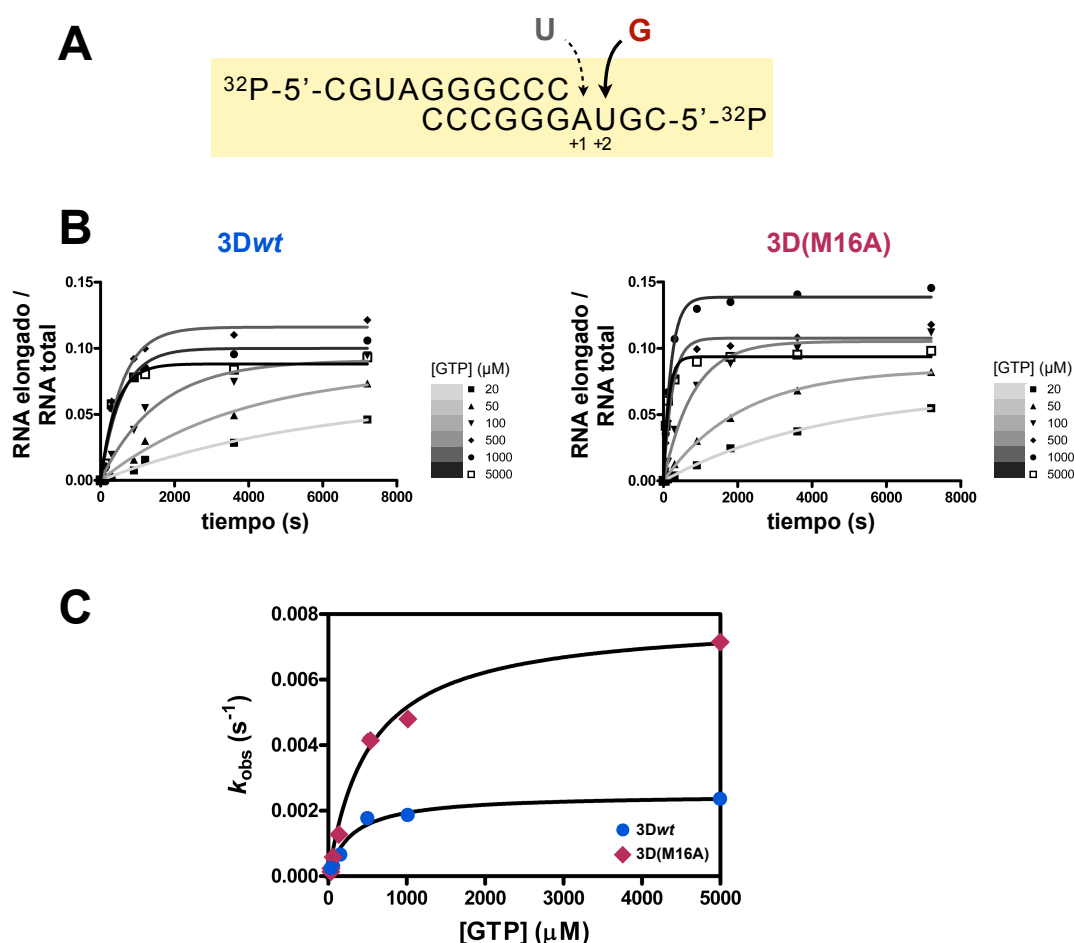 A
U G
³²P-5’-CGUAGGGCCC
CCCGGGAUGC-5’-³²P
+1 +2
B
3Dwt
3D(M16A)
RNA elongado /
RNA total
0.15
0.10
0.05
0.00
0 2000 4000 6000 8000
tiempo (s)
[GTP] (µM)
20
50
100
500
1000
5000
RNA elongado /
RNA total
0.15
0.10
0.05
0.00
0 2000 4000 6000 8000
tiempo (s)
[GTP] (µM)
20
50
100
500
1000
5000
C
kobs (s⁻¹)
0.008
0.006
0.004
0.002
0.000
0 1000 2000 3000 4000 5000
[GTP] (µM)
3Dwt
3D(M16A)